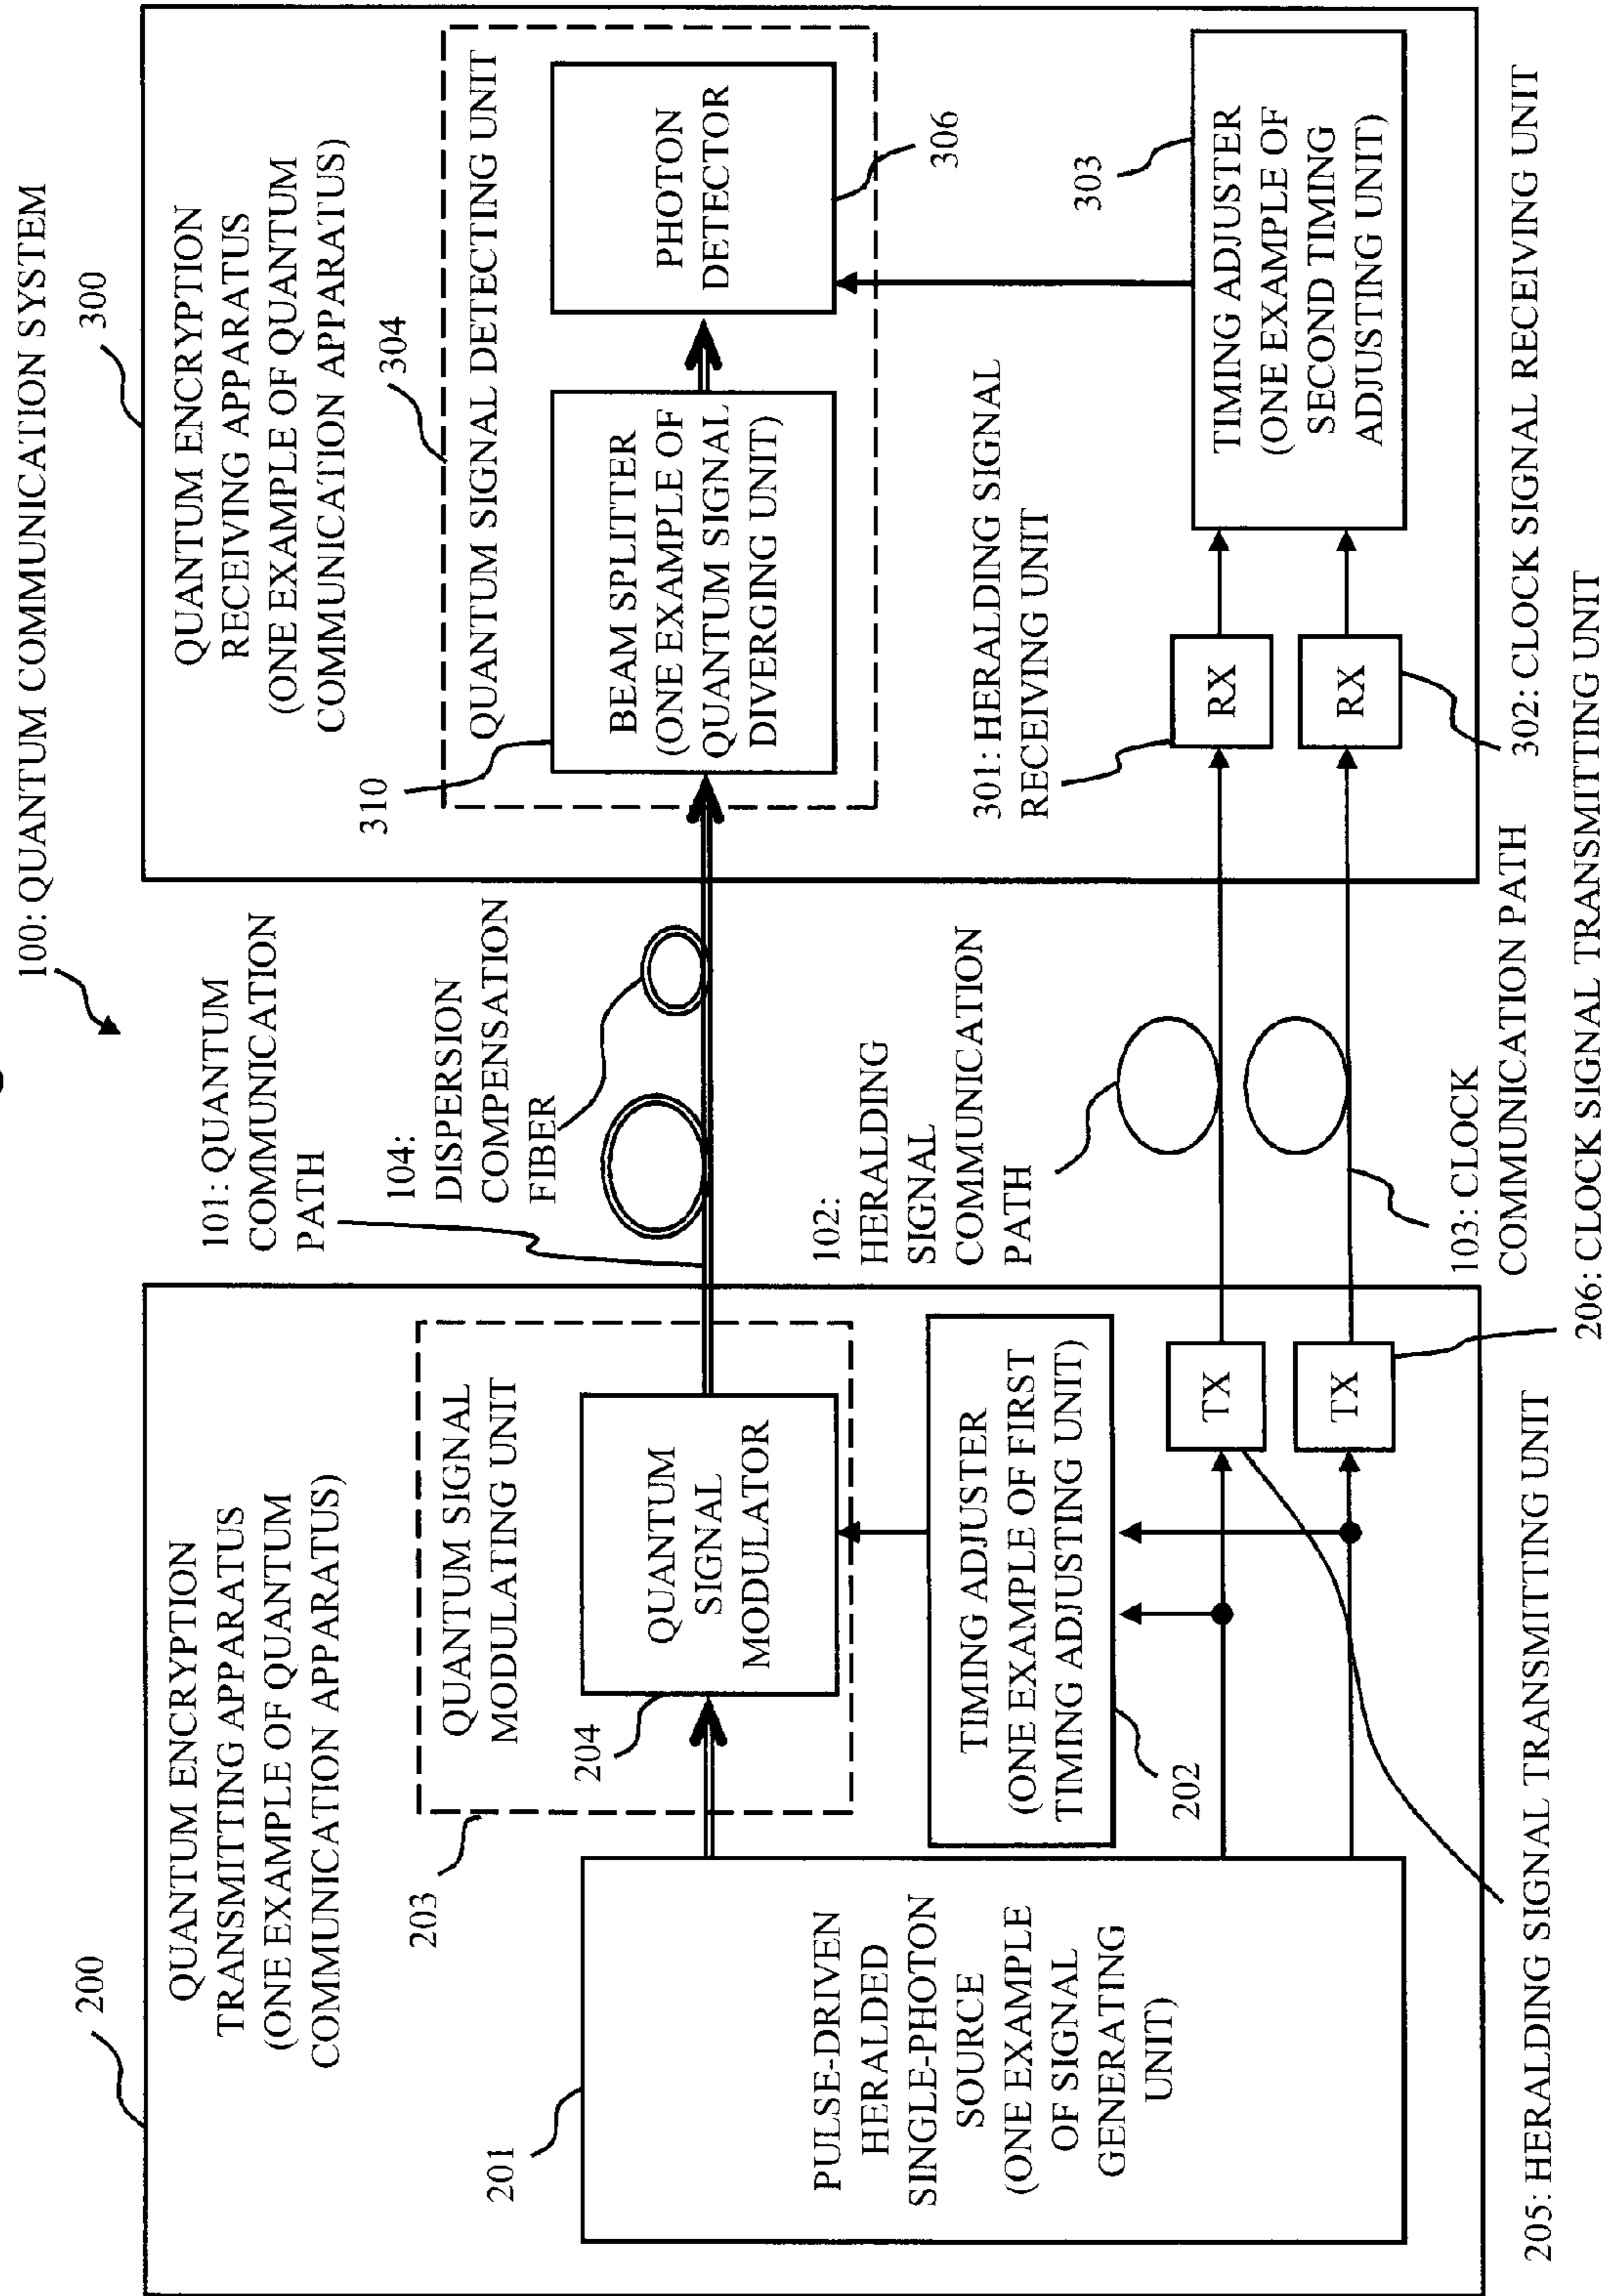 100: QUANTUM COMMUNICATION SYSTEM
200
QUANTUM ENCRYPTION
TRANSMITTING APPARATUS
(ONE EXAMPLE OF QUANTUM
COMMUNICATION APPARATUS)
201
PULSE-DRIVEN
HERALDED
SINGLE-PHOTON
SOURCE
(ONE EXAMPLE
OF SIGNAL
GENERATING
UNIT)
203
QUANTUM SIGNAL
MODULATING UNIT
204
QUANTUM
SIGNAL
MODULATOR
TIMING ADJUSTER
(ONE EXAMPLE OF FIRST
TIMING ADJUSTING UNIT)
202
TX
TX
205: HERALDING SIGNAL TRANSMITTING UNIT
206: CLOCK SIGNAL TRANSMITTING UNIT
101: QUANTUM
COMMUNICATION
PATH
104:
DISPERSION
COMPENSATION
FIBER
102:
HERALDING
SIGNAL
COMMUNICATION
PATH
103: CLOCK
COMMUNICATION PATH
300
QUANTUM ENCRYPTION
RECEIVING APPARATUS
(ONE EXAMPLE OF QUANTUM
COMMUNICATION APPARATUS)
304
QUANTUM SIGNAL DETECTING UNIT
310
BEAM SPLITTER
(ONE EXAMPLE OF
QUANTUM SIGNAL
DIVERGING UNIT)
PHOTON
DETECTOR
306
301: HERALDING SIGNAL
RECEIVING UNIT
RX
RX
303
TIMING ADJUSTER
(ONE EXAMPLE OF
SECOND TIMING
ADJUSTING UNIT)
302: CLOCK SIGNAL RECEIVING UNIT